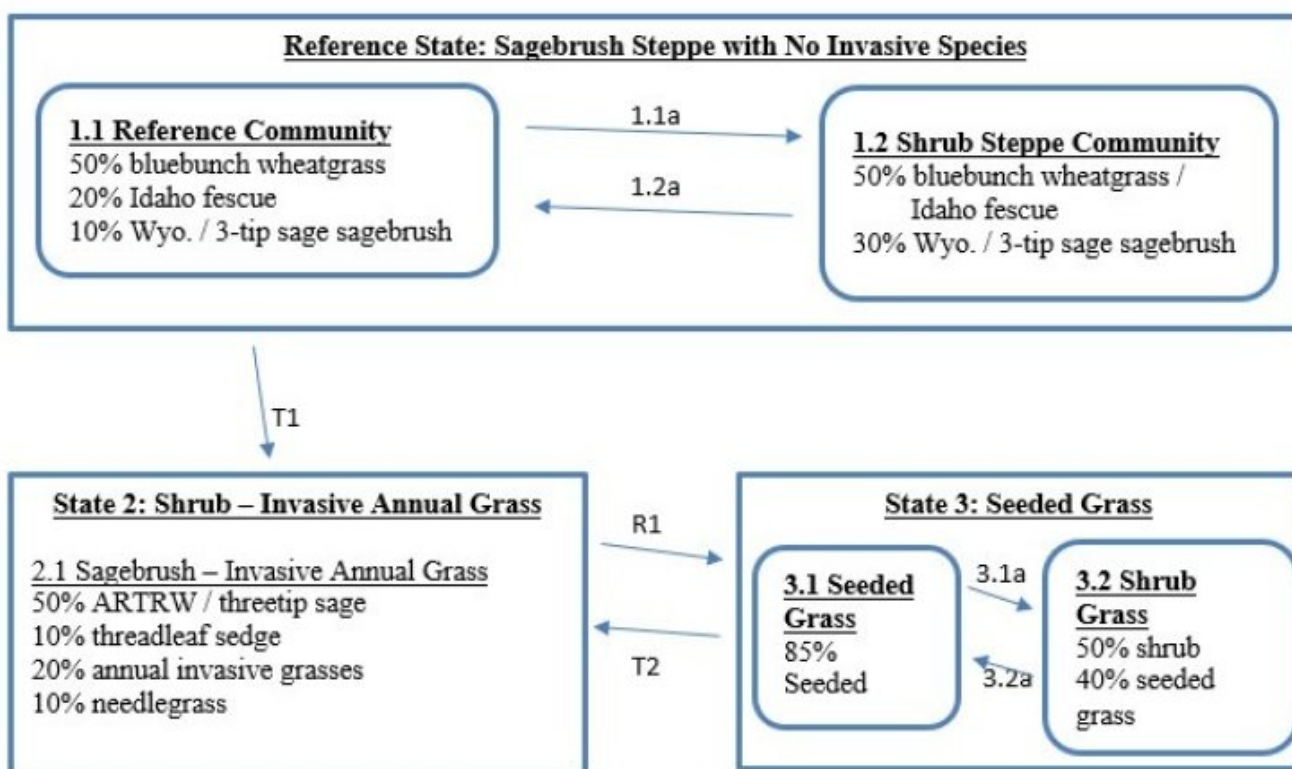 Reference State: Sagebrush Steppe with No Invasive Species
1.1 Reference Community
50% bluebunch wheatgrass
20% Idaho fescue
10% Wyo. / 3-tip sage sagebrush
1.1a
1.2a
1.2 Shrub Steppe Community
50% bluebunch wheatgrass /
Idaho fescue
30% Wyo. / 3-tip sage sagebrush
T1
State 2: Shrub – Invasive Annual Grass
2.1 Sagebrush – Invasive Annual Grass
50% ARTRW / threetip sage
10% threadleaf sedge
20% annual invasive grasses
10% needlegrass
R1
T2
State 3: Seeded Grass
3.1 Seeded
Grass
85%
Seeded
3.1a
3.2a
3.2 Shrub
Grass
50% shrub
40% seeded
grass